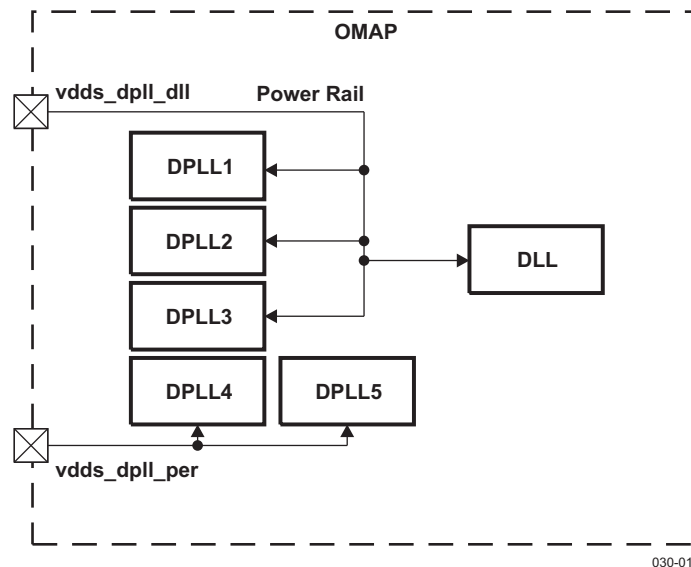 OMAP
vdds_dpll_dll
Power Rail
DPLL1
DPLL2
DLL
DPLL3
DPLL4 DPLL5
vdds_dpll_per
030-01